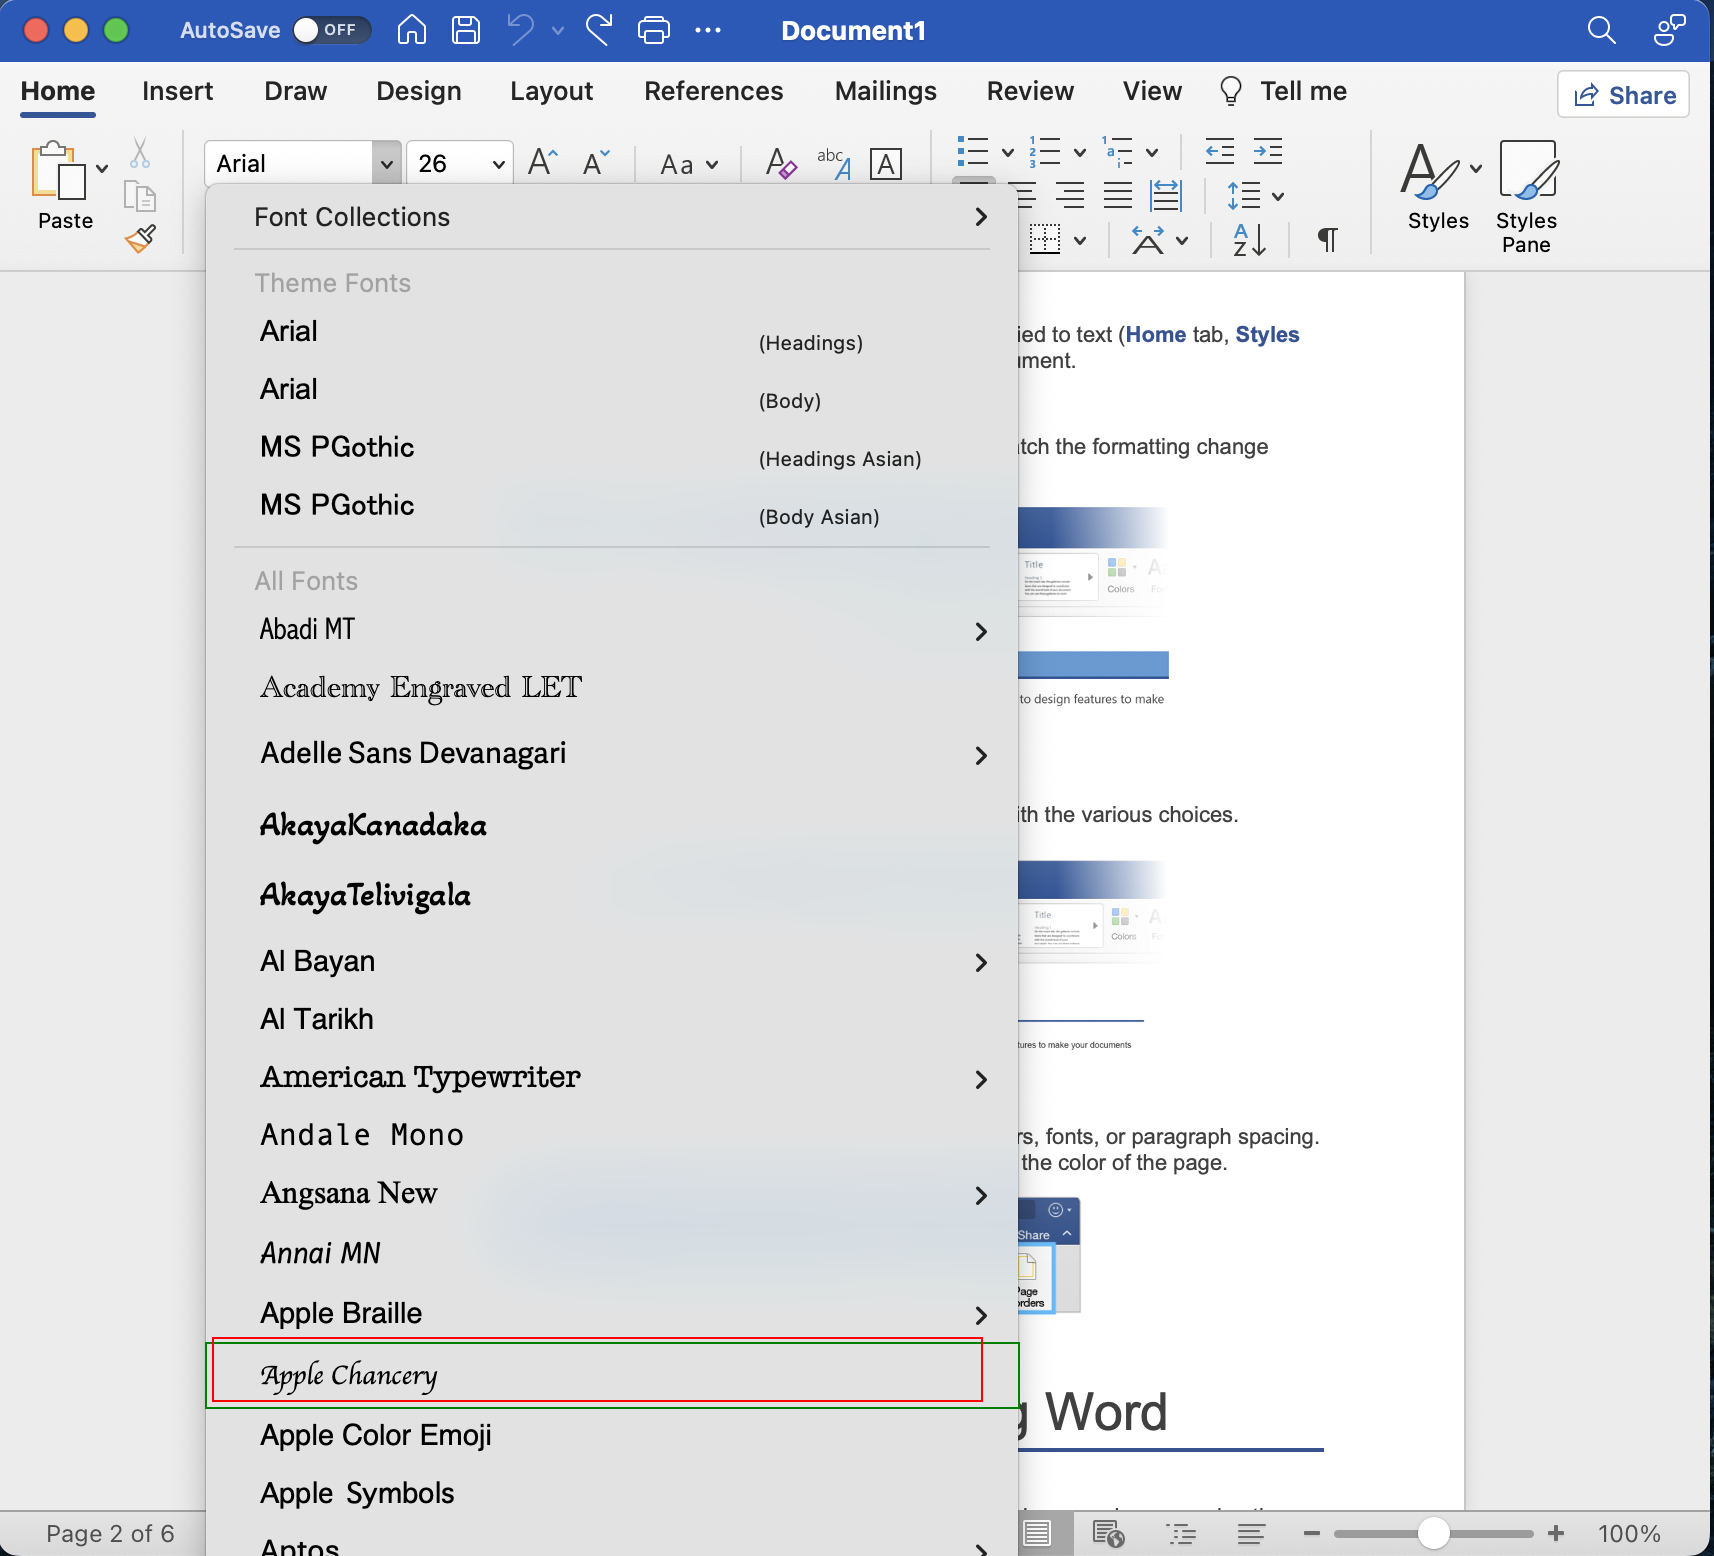 AutoSave OFF Document1
Home Insert Draw Design Layout References Mailings Review View Tell me Share
Paste
Arial 26
Styles
Styles Pane
Font Collections
Theme Fonts
Arial (Headings)
Arial (Body)
MS PGothic (Headings Asian)
MS PGothic (Body Asian)
All Fonts
Abadi MT
Academy Engraved LET
Adelle Sans Devanagari
AkayaKanadaka
AkayaTelivigala
Al Bayan
Al Tarikh
American Typewriter
Andale Mono
Angsana New
Annai MN
Apple Braille
Apple Chancery
Apple Color Emoji
Apple Symbols
Aptos
ied to text (Home tab, Styles
ument.
tch the formatting change
Title
Colors
to design features to make
ith the various choices.
Title
Colors
tures to make your documents
rs, fonts, or paragraph spacing.
the color of the page.
Share
Page
orders
g Word
Page 2 of 6 100%